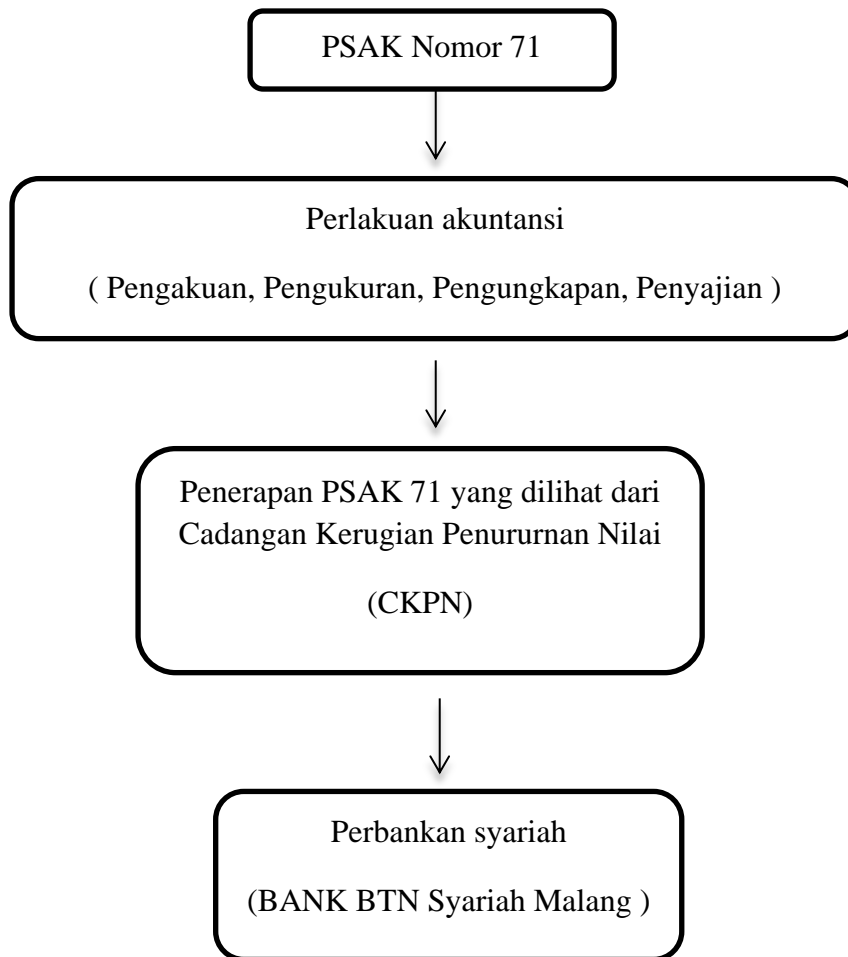 PSAK Nomor 71
Perlakuan akuntansi
( Pengakuan, Pengukuran, Pengungkapan, Penyajian )
Penerapan PSAK 71 yang dilihat dari
Cadangan Kerugian Penururnan Nilai
(CKPN)
Perbankan syariah
(BANK BTN Syariah Malang )